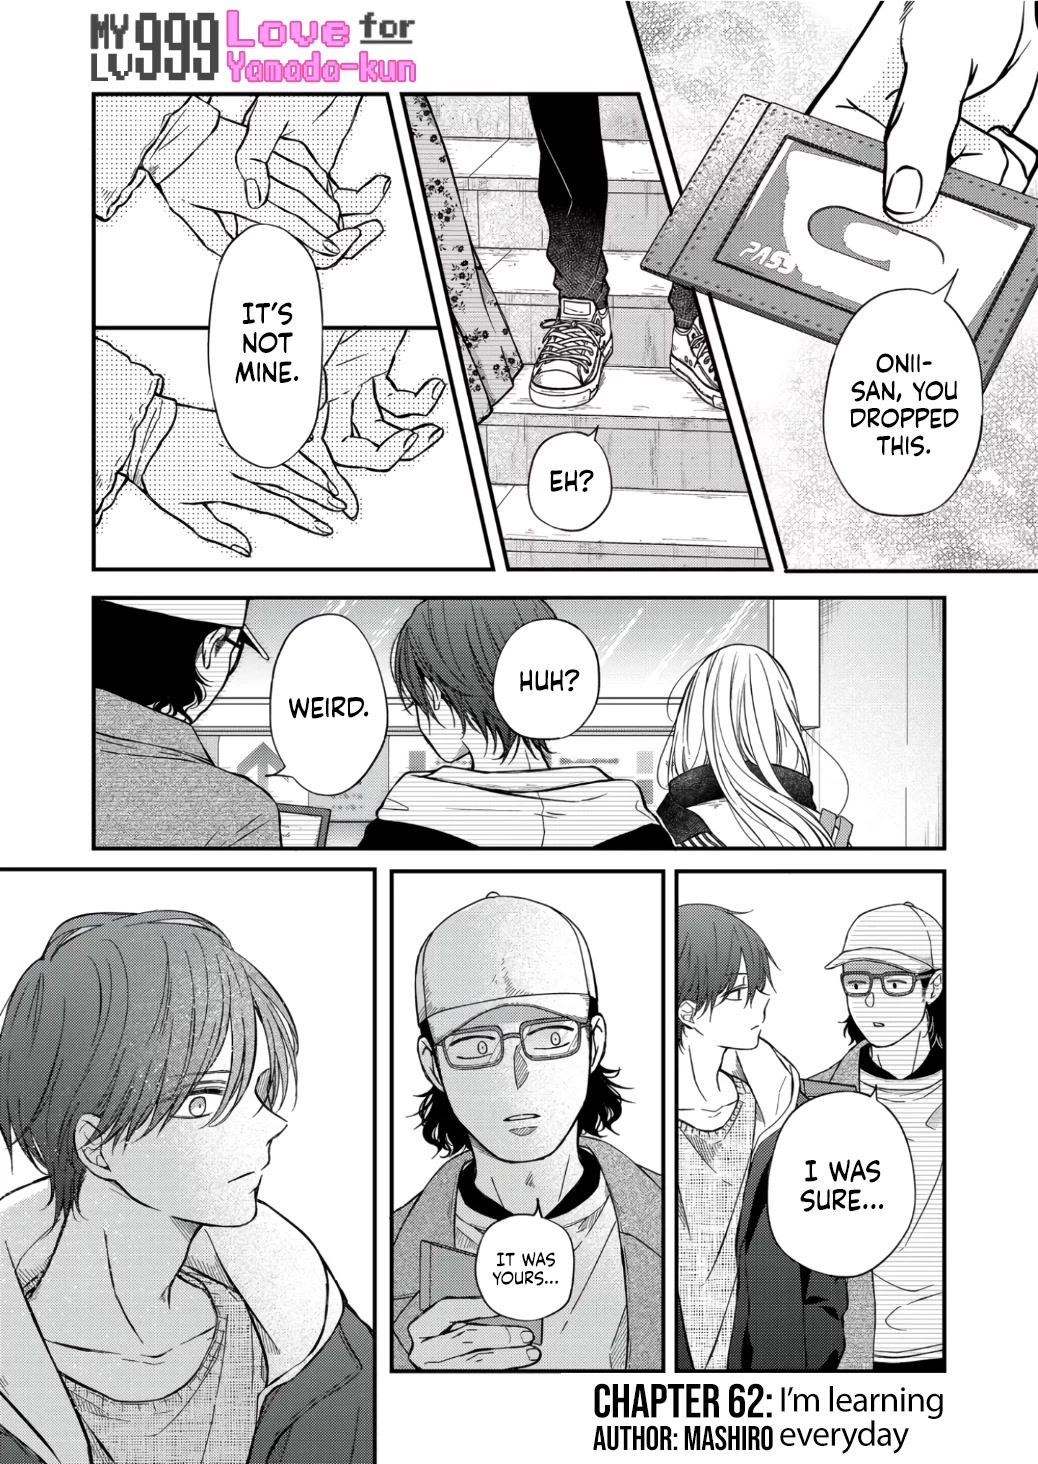 MY LV999 Love for Yamada-kun
PASS
ONII-
SAN, YOU
DROPPED
THIS.
EH?
IT'S
NOT
MINE.
HUH?
WEIRD.
I WAS
SURE...
IT WAS
YOURS...
CHAPTER 62: I'm learning
AUTHOR: MASHIRO everyday